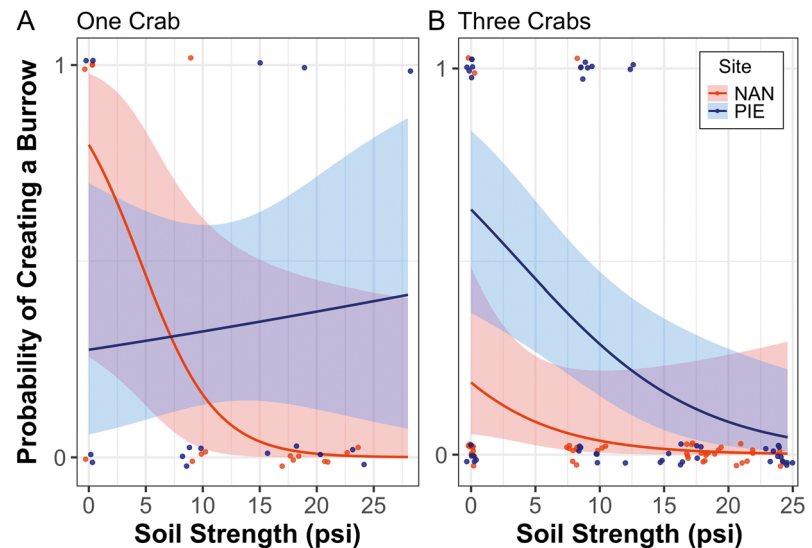 A One Crab
B Three Crabs
Probability of Creating a Burrow
1
0
0 5 10 15 20 25
Soil Strength (psi)
1
0
0 5 10 15 20 25
Soil Strength (psi)
Site
NAN
PIE